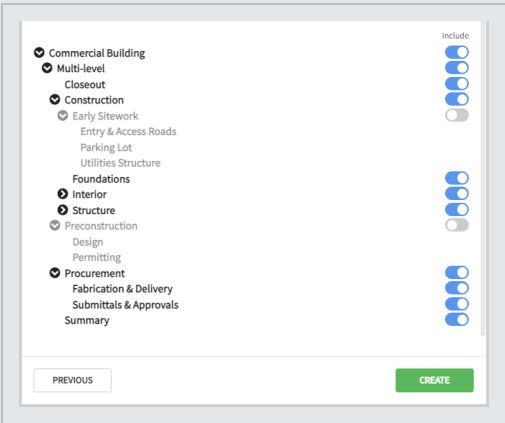 Include
Commercial Building
Multi-level
Closeout
Construction
Early Sitework
Entry & Access Roads
Parking Lot
Utilities Structure
Foundations
Interior
Structure
Preconstruction
Design
Permitting
Procurement
Fabrication & Delivery
Submittals & Approvals
Summary
PREVIOUS
CREATE